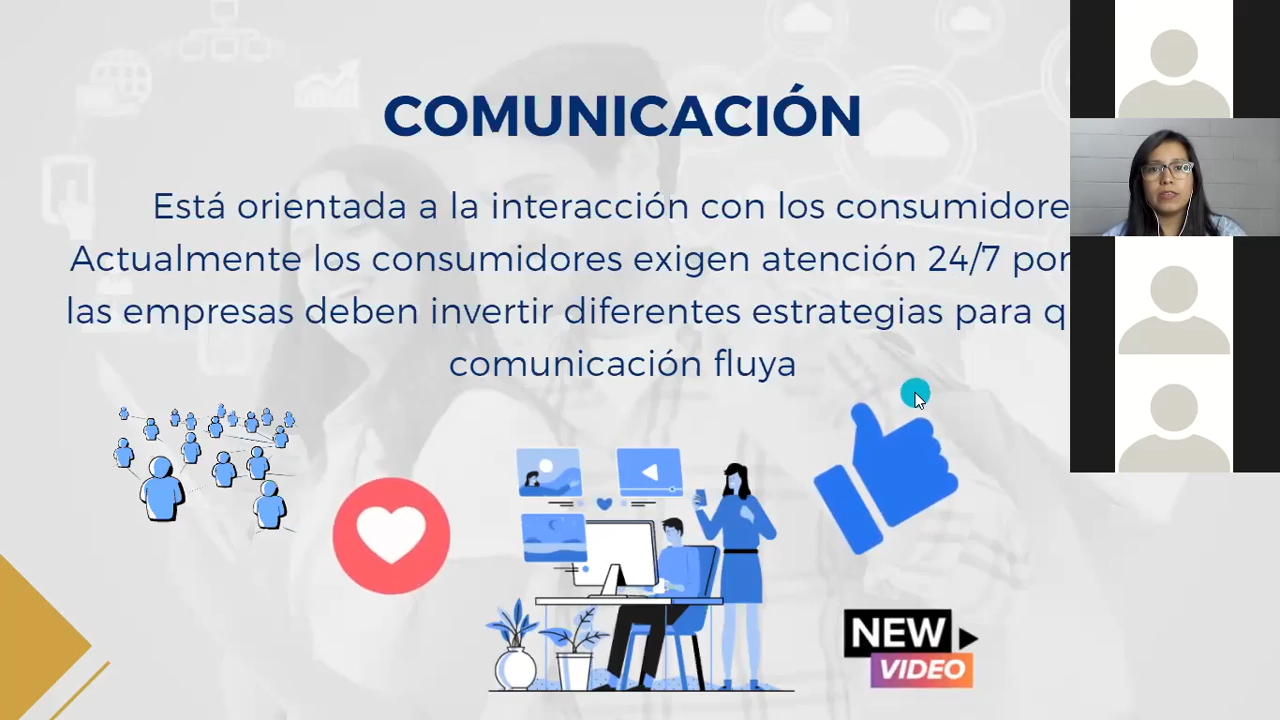 COMUNICACIÓN
Está orientada a la interacción con los consumidore
Actualmente los consumidores exigen atención 24/7 por
las empresas deben invertir diferentes estrategias para q
comunicación fluya
NEW
VIDEO